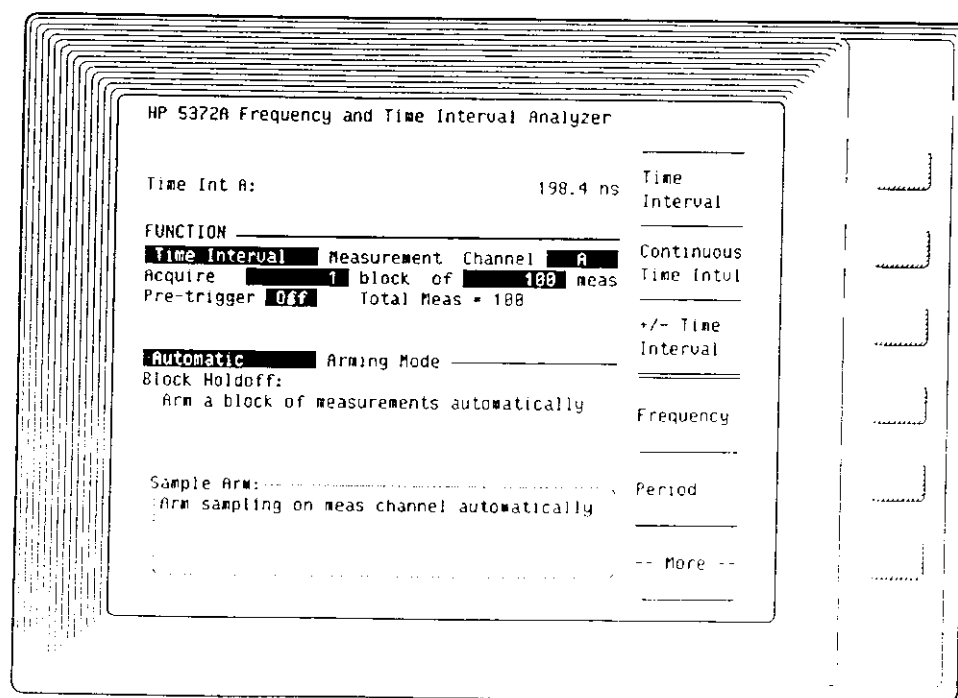 HP 5372A Frequency and Time Interval Analyzer
Time Int A: 198.4 ns
FUNCTION
Time Interval Measurement Channel A
Acquire 1 block of 100 meas
Pre-trigger Off Total Meas = 100
Automatic Arming Mode
Block Holdoff:
Arm a block of measurements automatically
Sample Arm:
Arm sampling on meas channel automatically
Time
Interval
Continuous
Time Intvl
+/- Time
Interval
Frequency
Period
-- More --